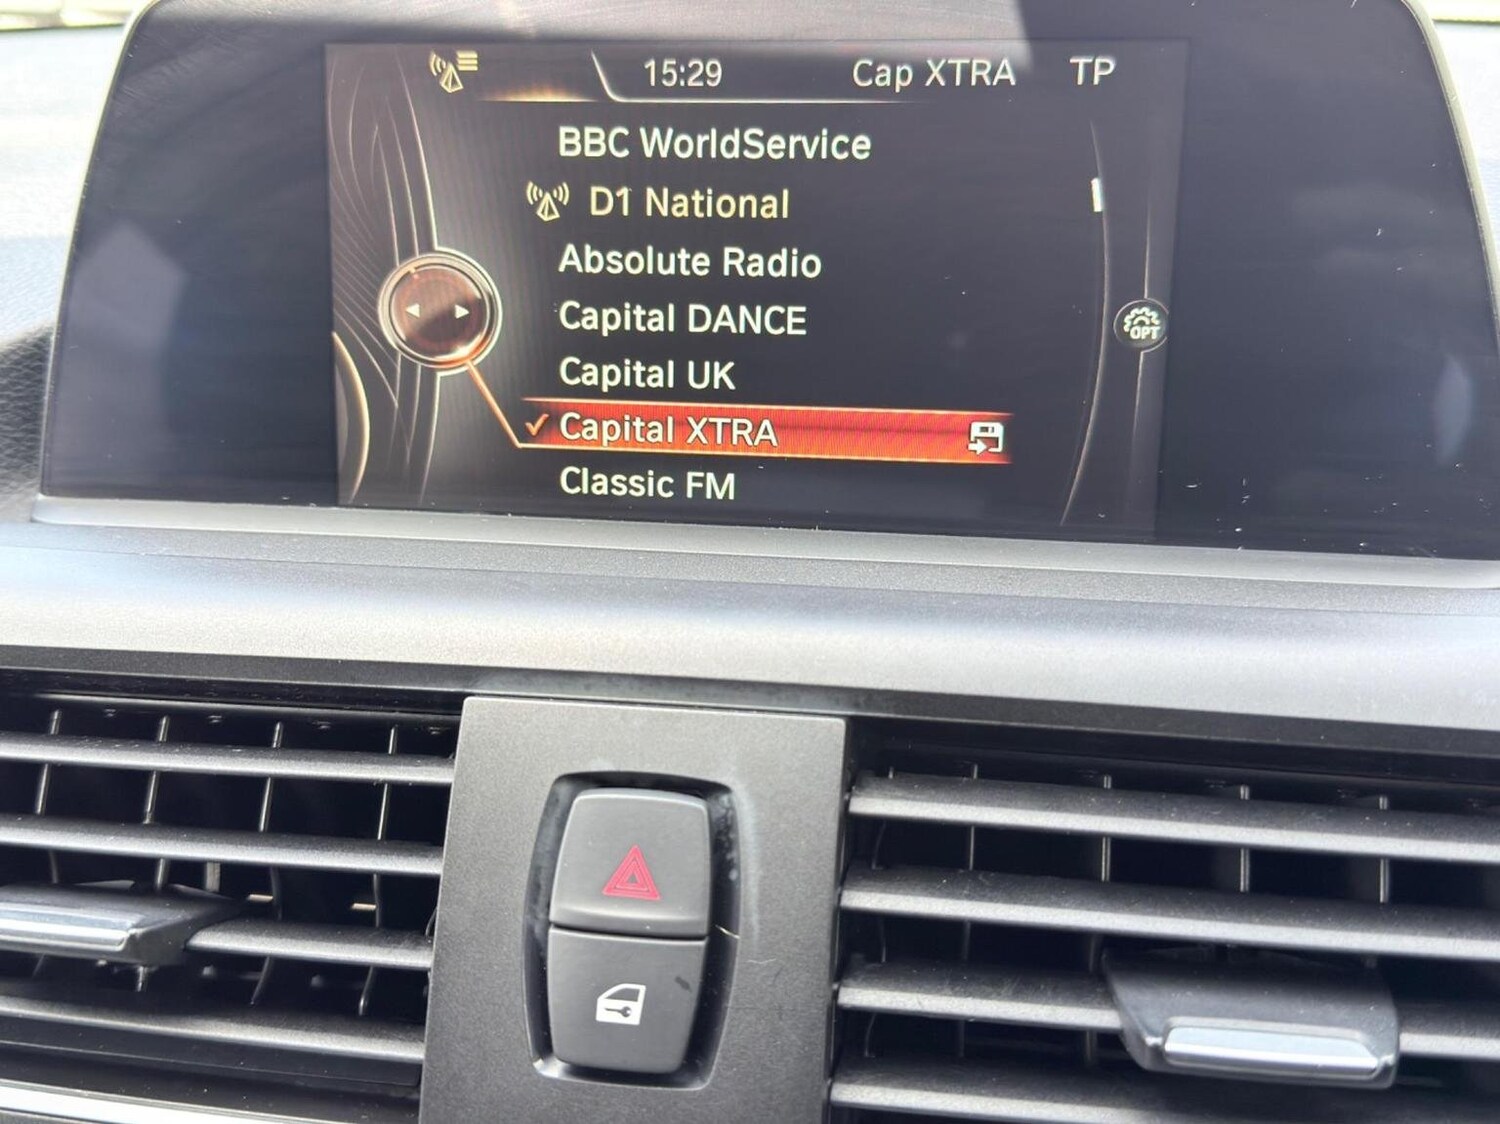 15:29 Cap XTRA TP
BBC WorldService
D1 National
Absolute Radio
Capital DANCE
OPT
Capital UK
Capital XTRA
Classic FM